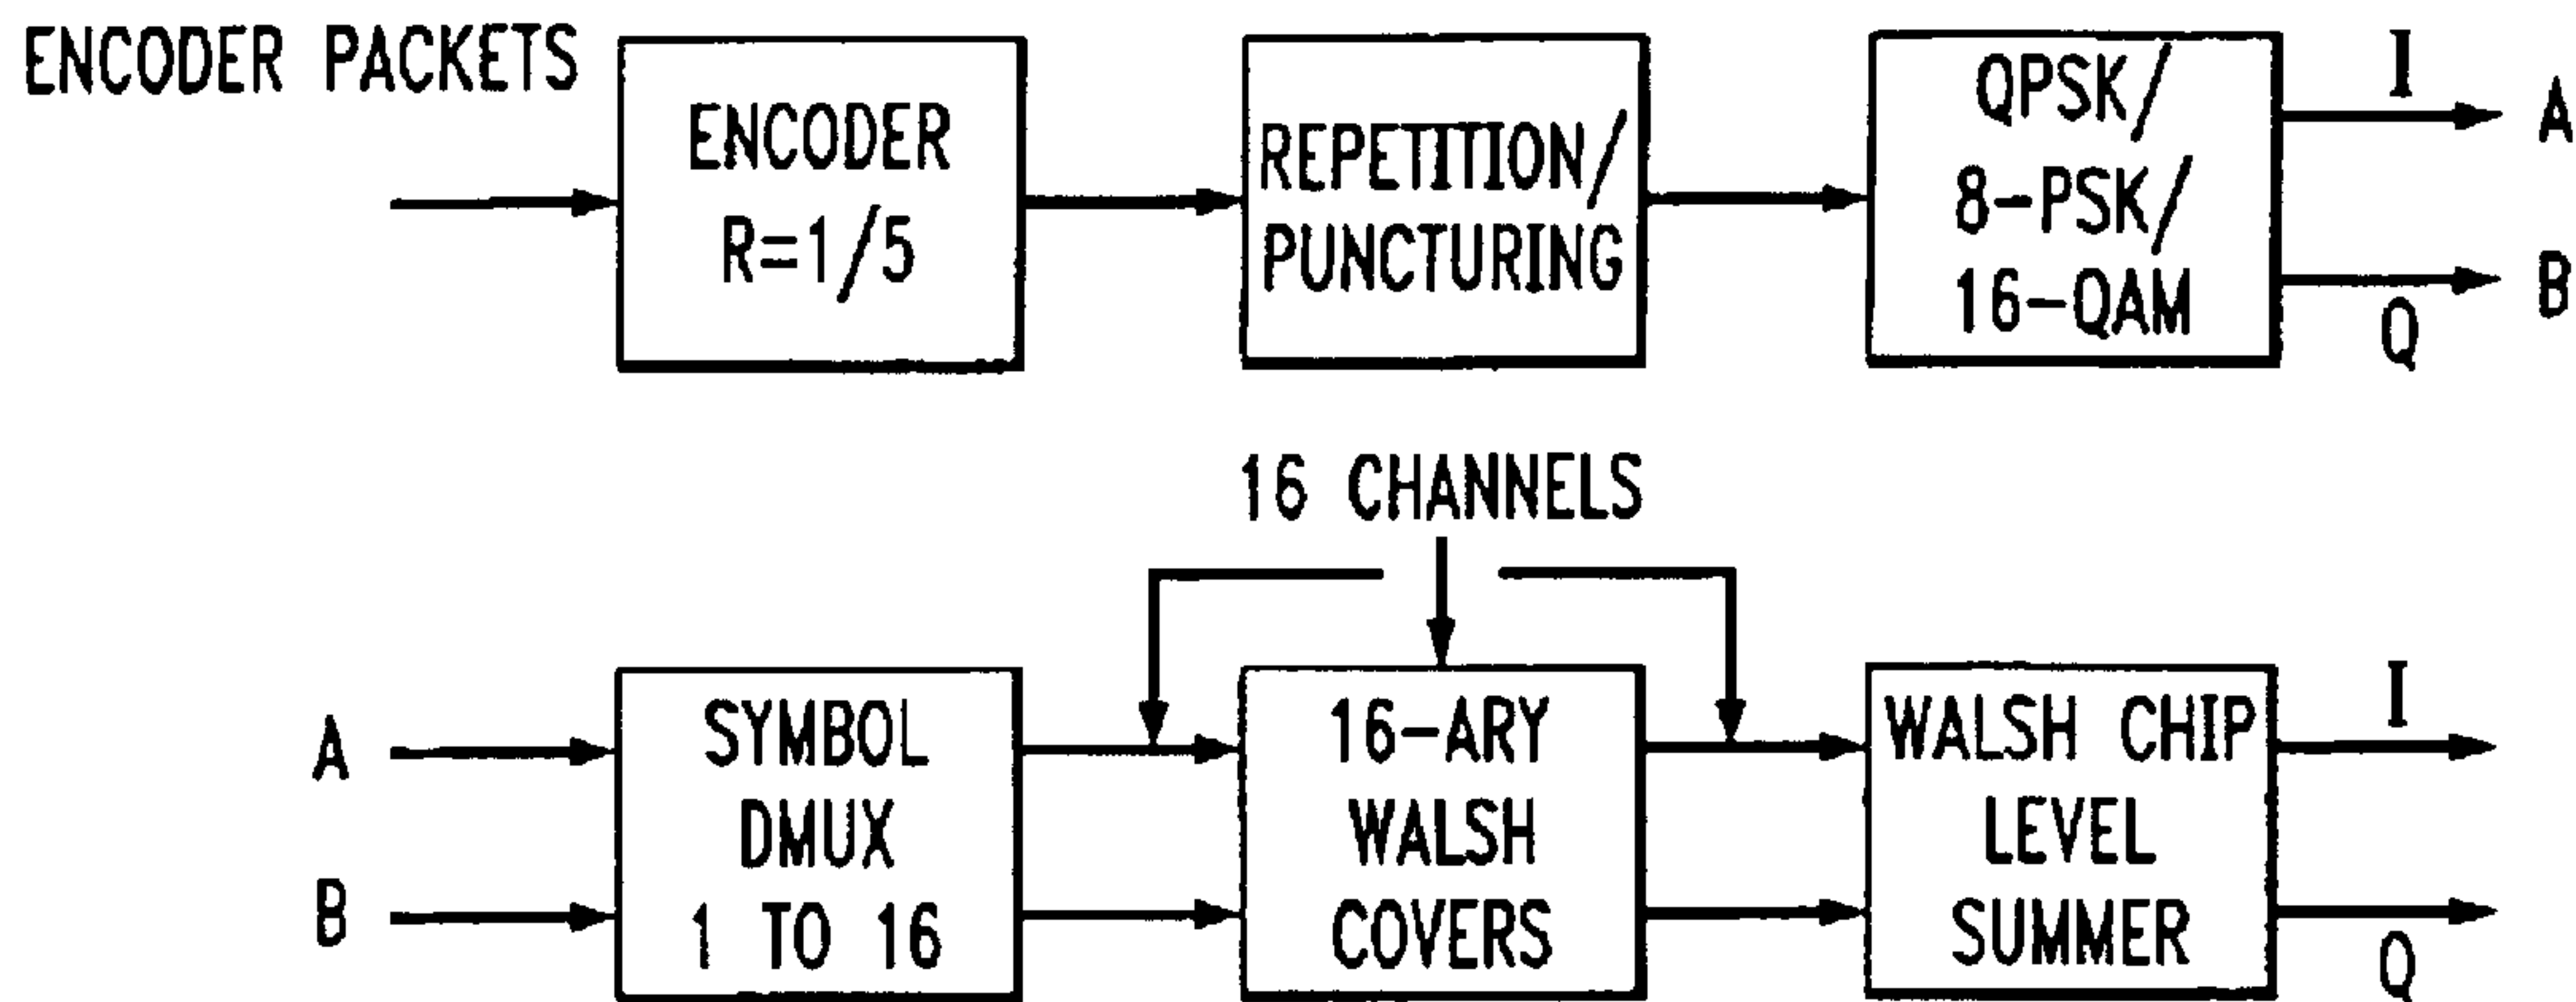 ENCODER PACKETS
ENCODER
R=1/5
REPETITION/
PUNCTURING
QPSK/
8-PSK/
16-QAM
I
A
Q
B
16 CHANNELS
A
B
SYMBOL
DMUX
1 TO 16
16-ARY
WALSH
COVERS
WALSH CHIP
LEVEL
SUMMER
I
Q